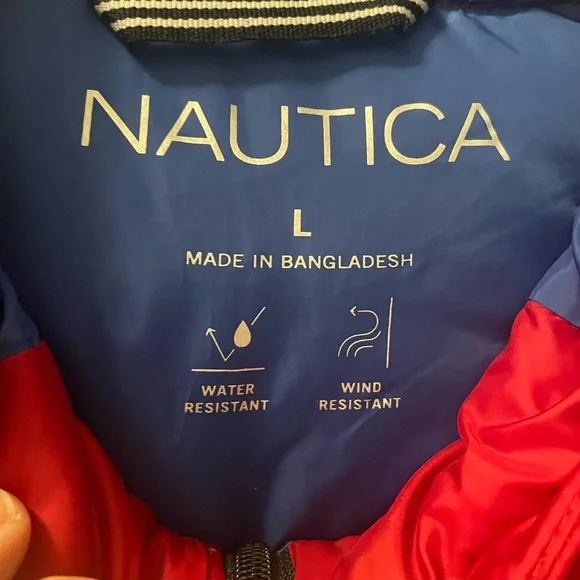 NAUTICA
L
MADE IN BANGLADESH
WATER
RESISTANT
WIND
RESISTANT